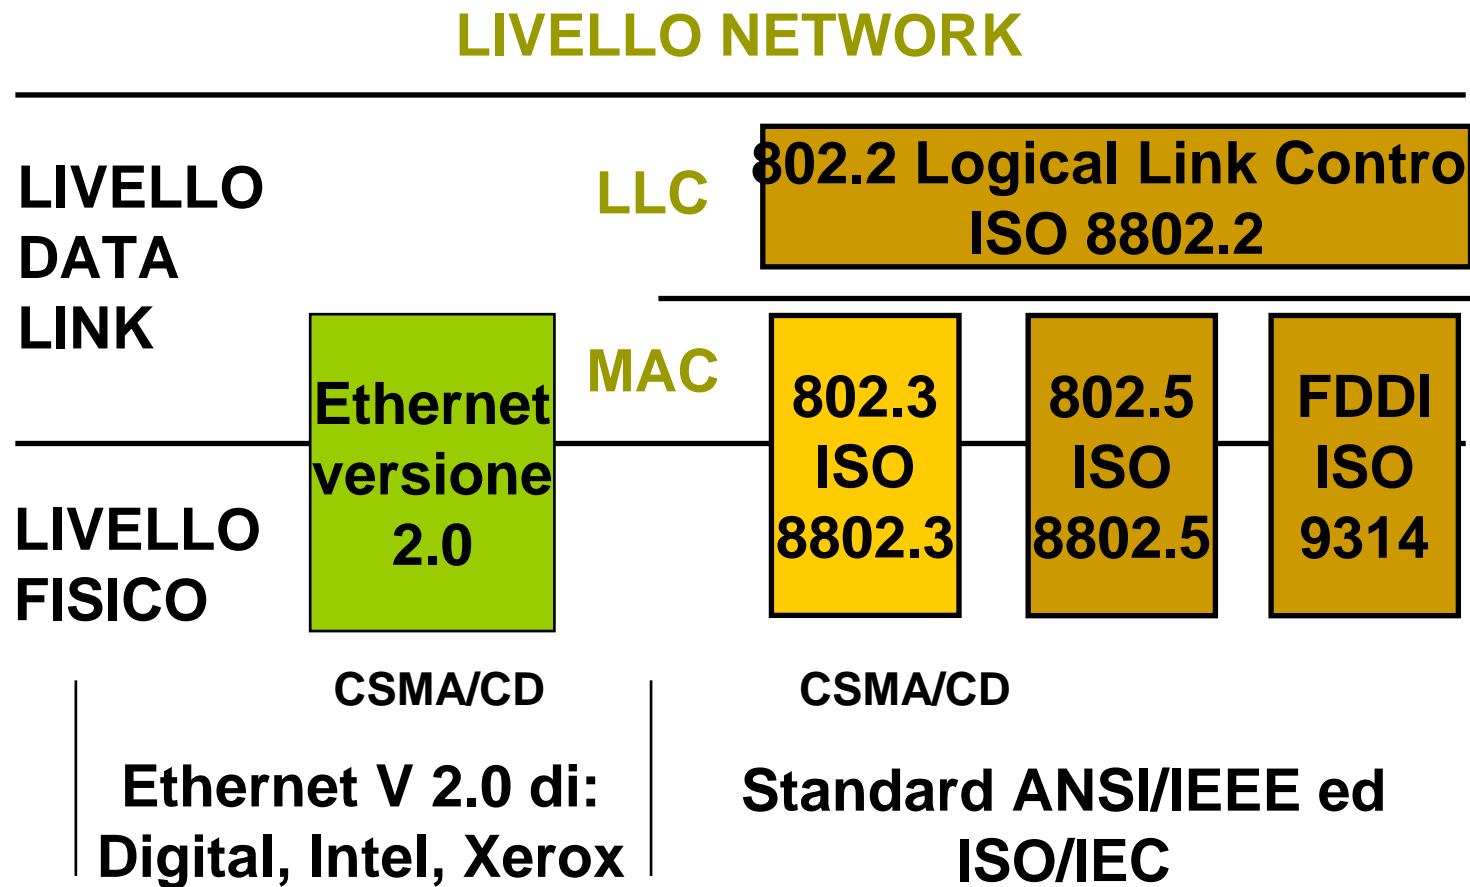 LIVELLO NETWORK
LIVELLO
DATA
LINK
LLC
802.2 Logical Link Contro
ISO 8802.2
MAC
Ethernet
versione
2.0
802.3
ISO
8802.3
802.5
ISO
8802.5
FDDI
ISO
9314
LIVELLO
FISICO
CSMA/CD
CSMA/CD
Ethernet V 2.0 di:
Digital, Intel, Xerox
Standard ANSI/IEEE ed
ISO/IEC